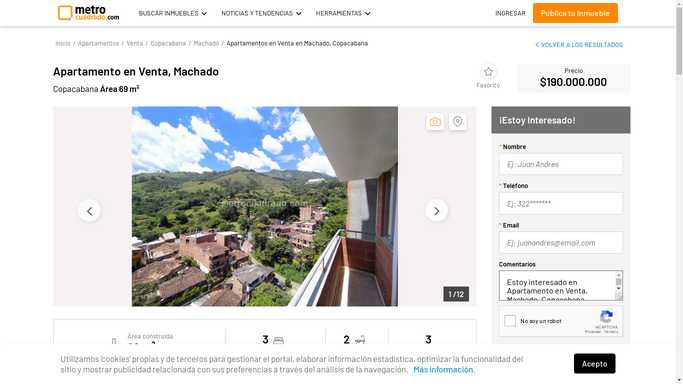 metro
cuadrado.com
BUSCAR INMUEBLES
NOTICIAS Y TENDENCIAS
HERRAMIENTAS
INGRESAR
Publica tu Inmueble
Inicio / Apartamentos / Venta / Copacabana / Machado / Apartamentos en Venta en Machado, Copacabana
VOLVER A LOS RESULTADOS
Apartamento en Venta, Machado
Copacabana Área 69 m²
Favorito
Precio
$190.000.000
metrocuadrado.com
1 / 12
¡Estoy Interesado!
* Nombre
Ej: Juan Andres
* Teléfono
Ej: 322*******
* Email
Ej: juanandres@email.com
Comentarios
Estoy interesado en
Apartamento en Venta,
Machado, Copacabana
No soy un robot
reCAPTCHA
Privacidad - Términos
Área construida
3
2
3
Utilizamos 'cookies' propias y de terceros para gestionar el portal, elaborar información estadística, optimizar la funcionalidad del
sitio y mostrar publicidad relacionada con sus preferencias a través del análisis de la navegación. Más información.
Acepto